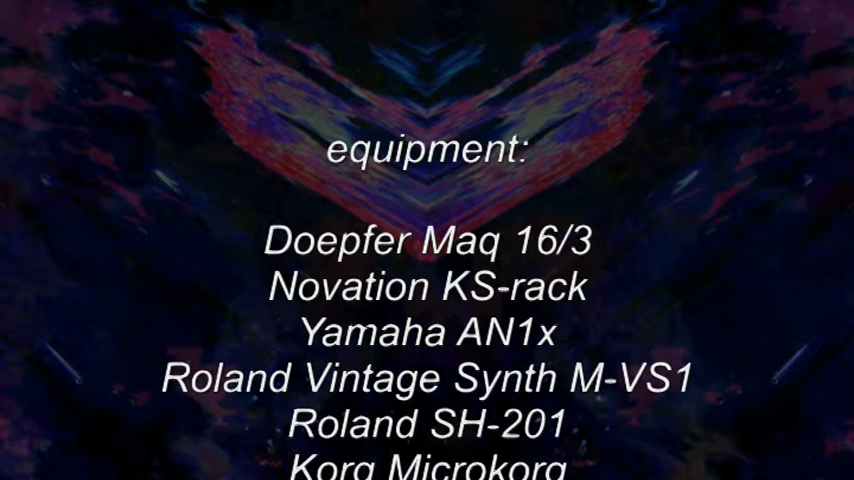 equipment:
Doepfer Maq 16/3
Novation KS-rack
Yamaha AN1x
Roland Vintage Synth M-VS1
Roland SH-201
Korg Microkorg